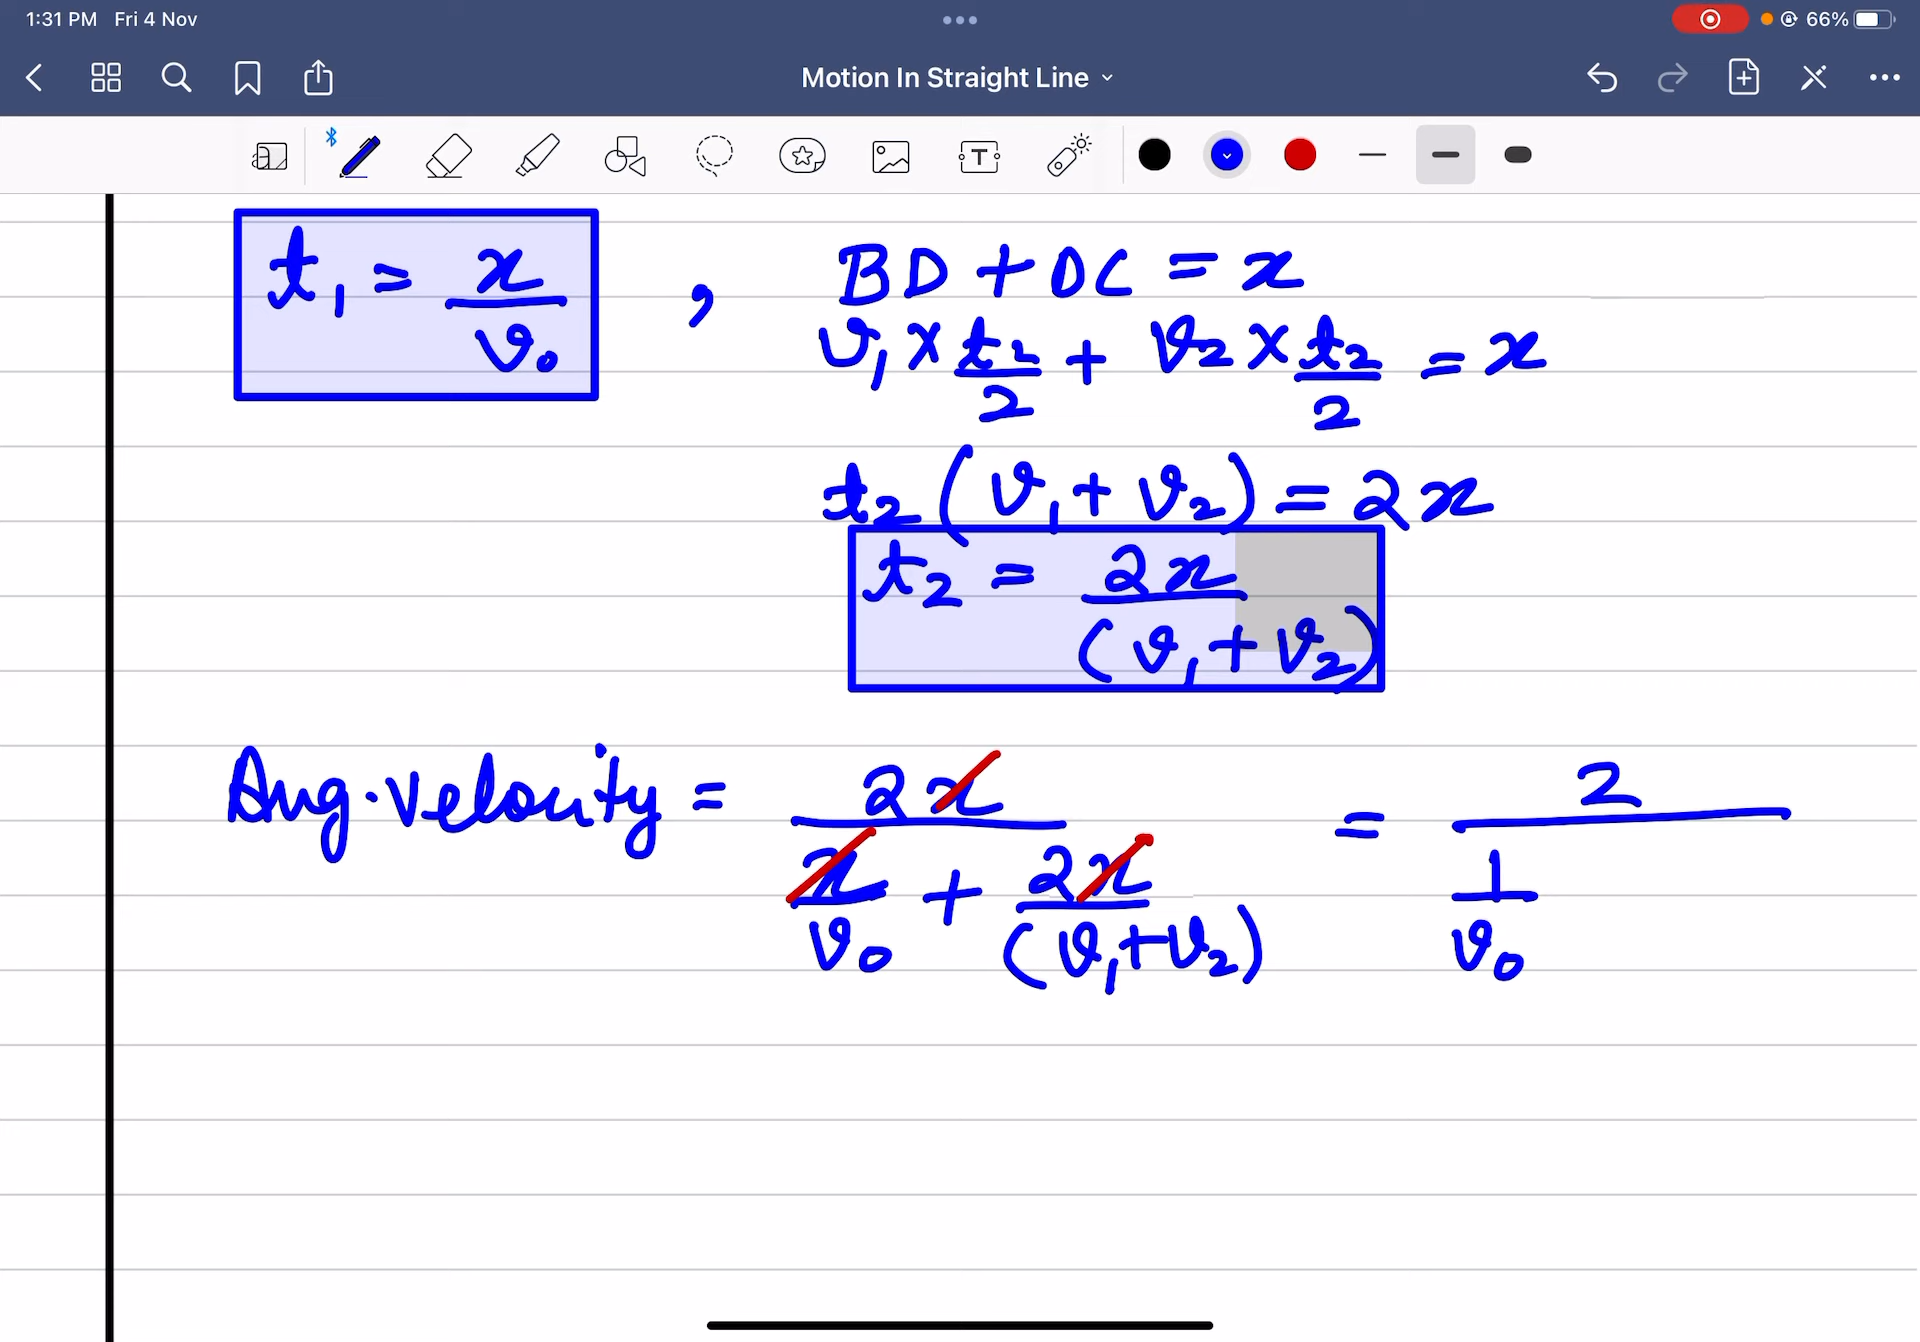 1:31 PM Fri 4 Nov
66%
Motion In Straight Line
T
t₁ = x/v₀ , BD + DC = x
v₁ × t₂/2 + v₂ × t₂/2 = x
t₂ (v₁ + v₂) = 2x
t₂ = 2x/(v₁ + v₂)
Avg. velocity = 2x/(x/v₀ + 2x/(v₁+v₂)) = 2/(1/v₀